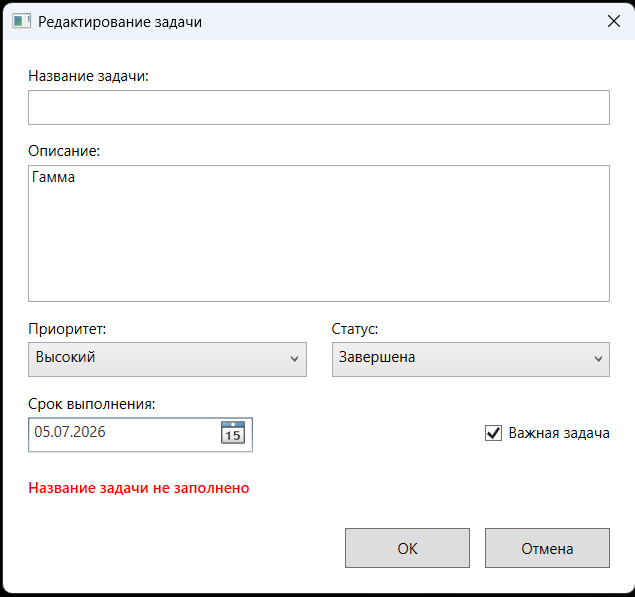 Редактирование задачи
Название задачи:
Описание:
Гамма
Приоритет: Статус:
Высокий Завершена
Срок выполнения:
05.07.2026 15 Важная задача
Название задачи не заполнено
ОК Отмена